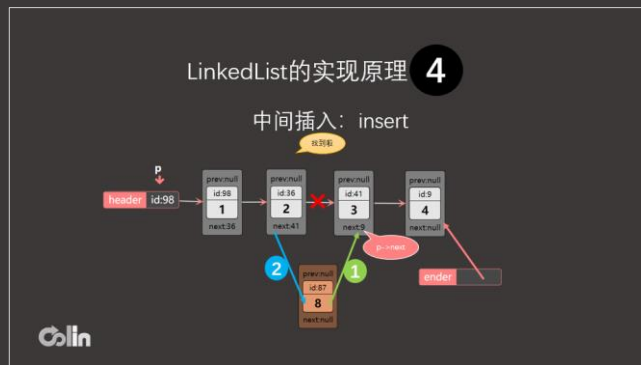 LinkedList的实现原理 4
中间插入：insert
找到啦
p
header id:98
prev:null
id:98
1
next:36
prev:null
id:36
2
next:41
prev:null
id:41
3
next:9
prev:null
id:9
4
next:null
p->next
2
1
prev:null
id:87
8
next:null
ender
Colin